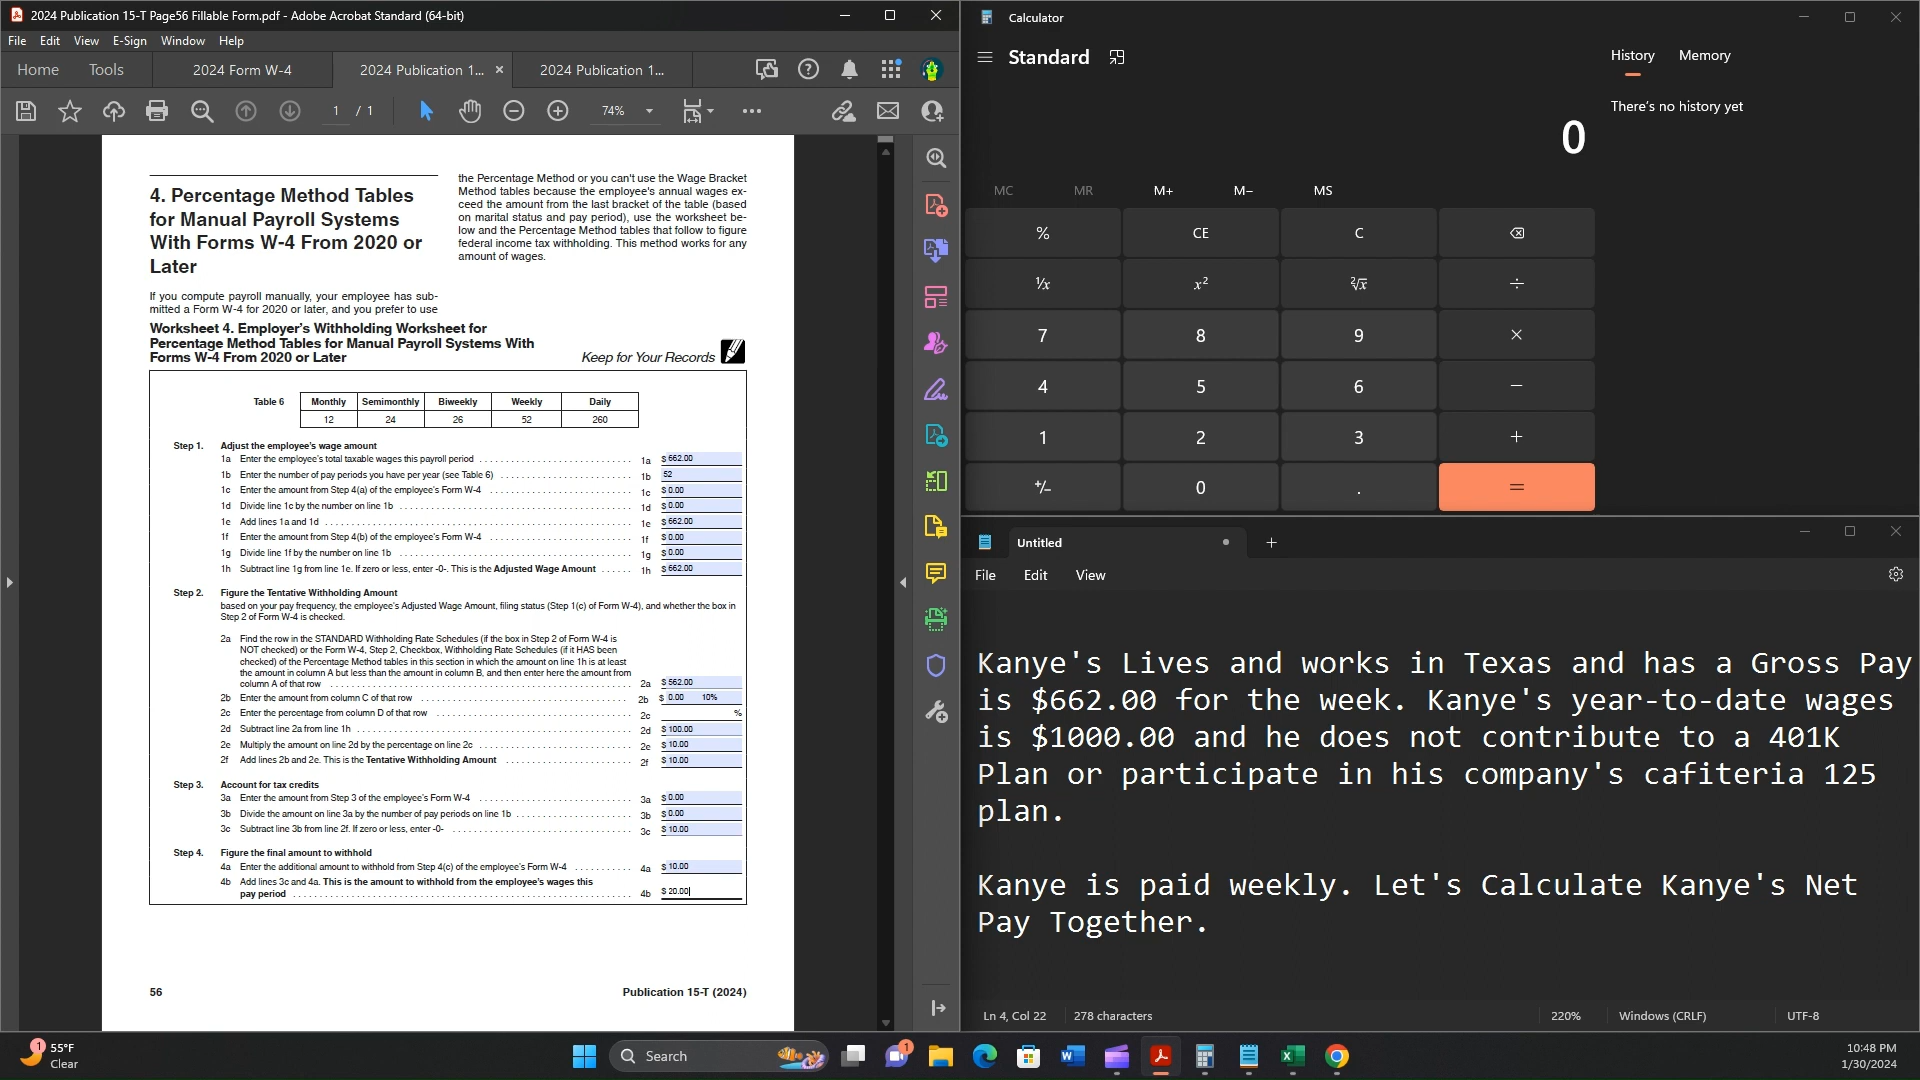 2024 Publication 15-T Page56 Fillable Form.pdf - Adobe Acrobat Standard (64-bit)
File Edit View E-Sign Window Help
Home Tools 2024 Form W-4 2024 Publication 1... × 2024 Publication 1...
1 / 1 74%
4. Percentage Method Tables
for Manual Payroll Systems
With Forms W-4 From 2020 or
Later
If you compute payroll manually, your employee has sub-
mitted a Form W-4 for 2020 or later, and you prefer to use
the Percentage Method or you can't use the Wage Bracket
Method tables because the employee's annual wages ex-
ceed the amount from the last bracket of the table (based
on marital status and pay period), use the worksheet be-
low and the Percentage Method tables that follow to figure
federal income tax withholding. This method works for any
amount of wages.
Worksheet 4. Employer's Withholding Worksheet for
Percentage Method Tables for Manual Payroll Systems With
Forms W-4 From 2020 or Later Keep for Your Records
Table 6 Monthly Semimonthly Biweekly Weekly Daily
12 24 26 52 260
Step 1. Adjust the employee's wage amount
1a Enter the employee's total taxable wages this payroll period 1a $ 662.00
1b Enter the number of pay periods you have per year (see Table 6) 1b 52
1c Enter the amount from Step 4(a) of the employee's Form W-4 1c $ 0.00
1d Divide line 1c by the number on line 1b 1d $ 0.00
1e Add lines 1a and 1d 1e $ 662.00
1f Enter the amount from Step 4(b) of the employee's Form W-4 1f $ 0.00
1g Divide line 1f by the number on line 1b 1g $ 0.00
1h Subtract line 1g from line 1e. If zero or less, enter -0-. This is the Adjusted Wage Amount 1h $ 662.00
Step 2. Figure the Tentative Withholding Amount
based on your pay frequency, the employee's Adjusted Wage Amount, filing status (Step 1(c) of Form W-4), and whether the box in
Step 2 of Form W-4 is checked.
2a Find the row in the STANDARD Withholding Rate Schedules (if the box in Step 2 of Form W-4 is
NOT checked) or the Form W-4, Step 2, Checkbox, Withholding Rate Schedules (if it HAS been
checked) of the Percentage Method tables in this section in which the amount on line 1h is at least
the amount in column A but less than the amount in column B, and then enter here the amount from
column A of that row 2a $ 562.00
2b Enter the amount from column C of that row 2b $ 0.00 10%
2c Enter the percentage from column D of that row 2c %
2d Subtract line 2a from line 1h 2d $ 100.00
2e Multiply the amount on line 2d by the percentage on line 2c 2e $ 10.00
2f Add lines 2b and 2e. This is the Tentative Withholding Amount 2f $ 10.00
Step 3. Account for tax credits
3a Enter the amount from Step 3 of the employee's Form W-4 3a $ 0.00
3b Divide the amount on line 3a by the number of pay periods on line 1b 3b $ 0.00
3c Subtract line 3b from line 2f. If zero or less, enter -0- 3c $ 10.00
Step 4. Figure the final amount to withhold
4a Enter the additional amount to withhold from Step 4(c) of the employee's Form W-4 4a $ 10.00
4b Add lines 3c and 4a. This is the amount to withhold from the employee's wages this
pay period 4b $ 20.00
56 Publication 15-T (2024)
Calculator
Standard
History Memory
There's no history yet
0
MC MR M+ M− MS
% CE C
¹/x x² ²√x ÷
7 8 9 ×
4 5 6 −
1 2 3 +
+/− 0 . =
Untitled
File Edit View
Kanye's Lives and works in Texas and has a Gross Pay
is $662.00 for the week. Kanye's year-to-date wages
is $1000.00 and he does not contribute to a 401K
Plan or participate in his company's cafiteria 125
plan.
Kanye is paid weekly. Let's Calculate Kanye's Net
Pay Together.
Ln 4, Col 22 278 characters 220% Windows (CRLF) UTF-8
1 55°F
Clear
Search
1
10:48 PM
1/30/2024